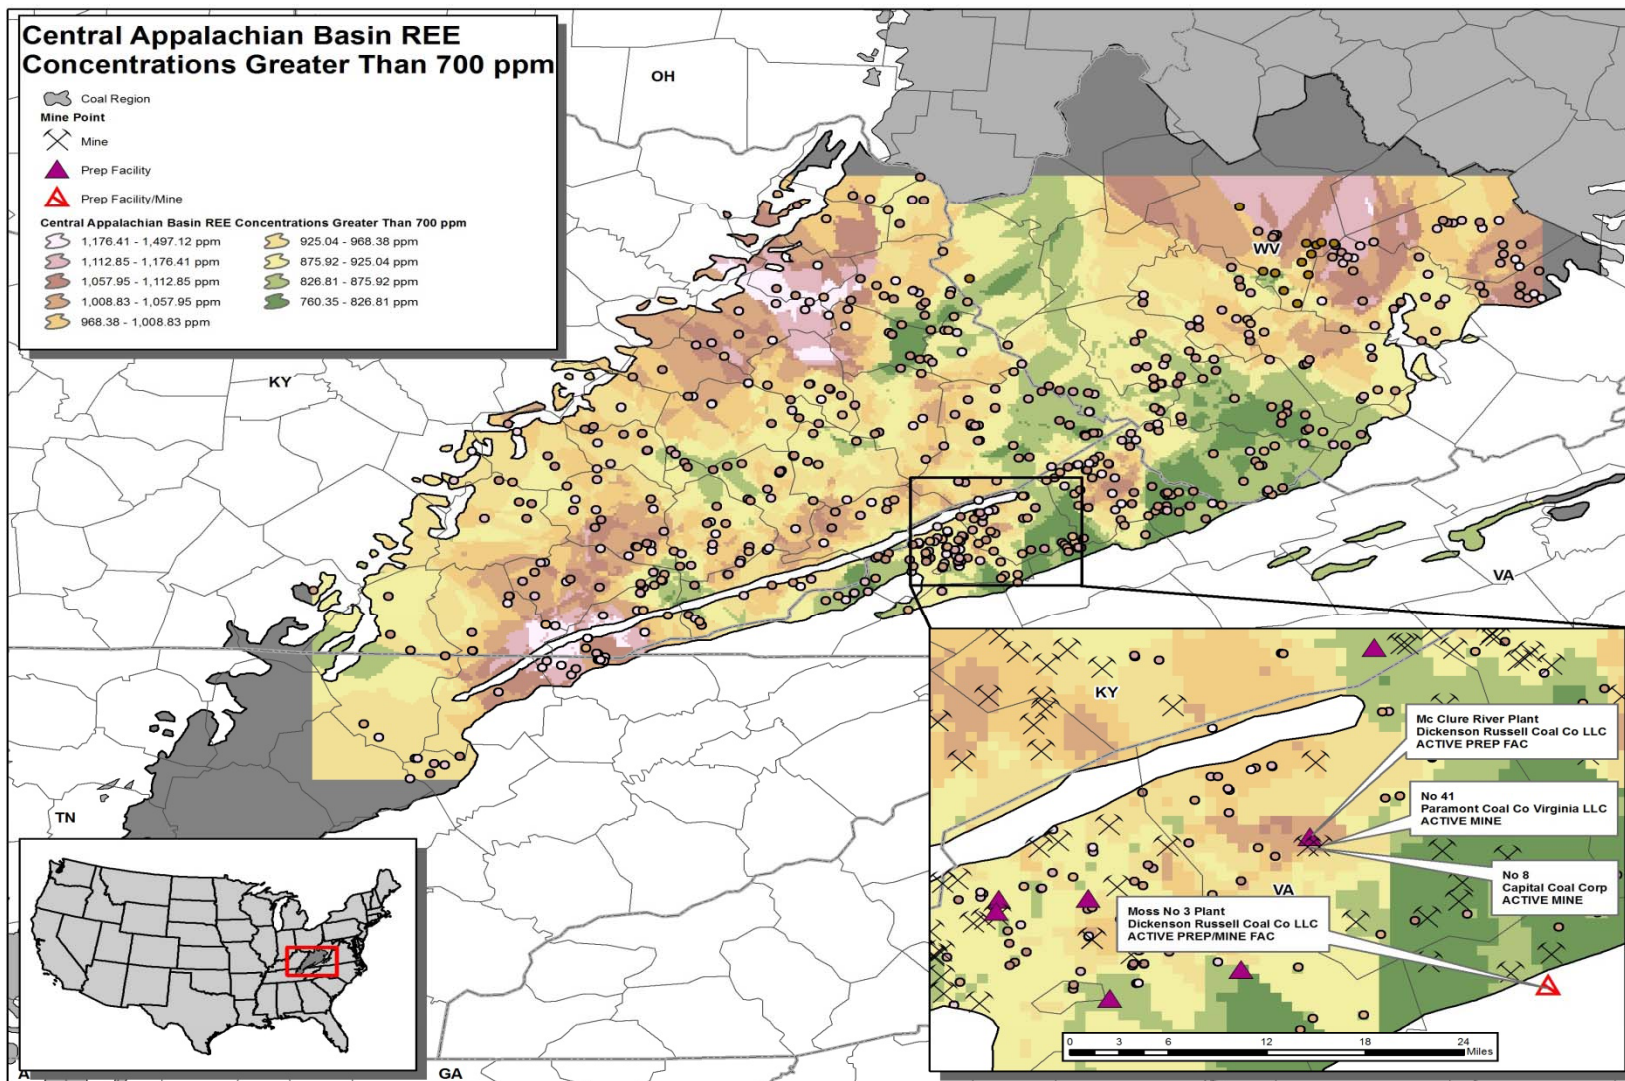 Central Appalachian Basin REE
Concentrations Greater Than 700 ppm
Coal Region
Mine Point
Mine
Prep Facility
Prep Facility/Mine
Central Appalachian Basin REE Concentrations Greater Than 700 ppm
1,176.41 - 1,497.12 ppm
1,112.85 - 1,176.41 ppm
1,057.95 - 1,112.85 ppm
1,008.83 - 1,057.95 ppm
968.38 - 1,008.83 ppm
925.04 - 968.38 ppm
875.92 - 925.04 ppm
826.81 - 875.92 ppm
760.35 - 826.81 ppm
OH
WV
KY
VA
TN
GA
A
KY
Mc Clure River Plant
Dickenson Russell Coal Co LLC
ACTIVE PREP FAC
No 41
Paramont Coal Co Virginia LLC
ACTIVE MINE
No 8
Capital Coal Corp
ACTIVE MINE
VA
Moss No 3 Plant
Dickenson Russell Coal Co LLC
ACTIVE PREP/MINE FAC
0 3 6 12 18 24
Miles